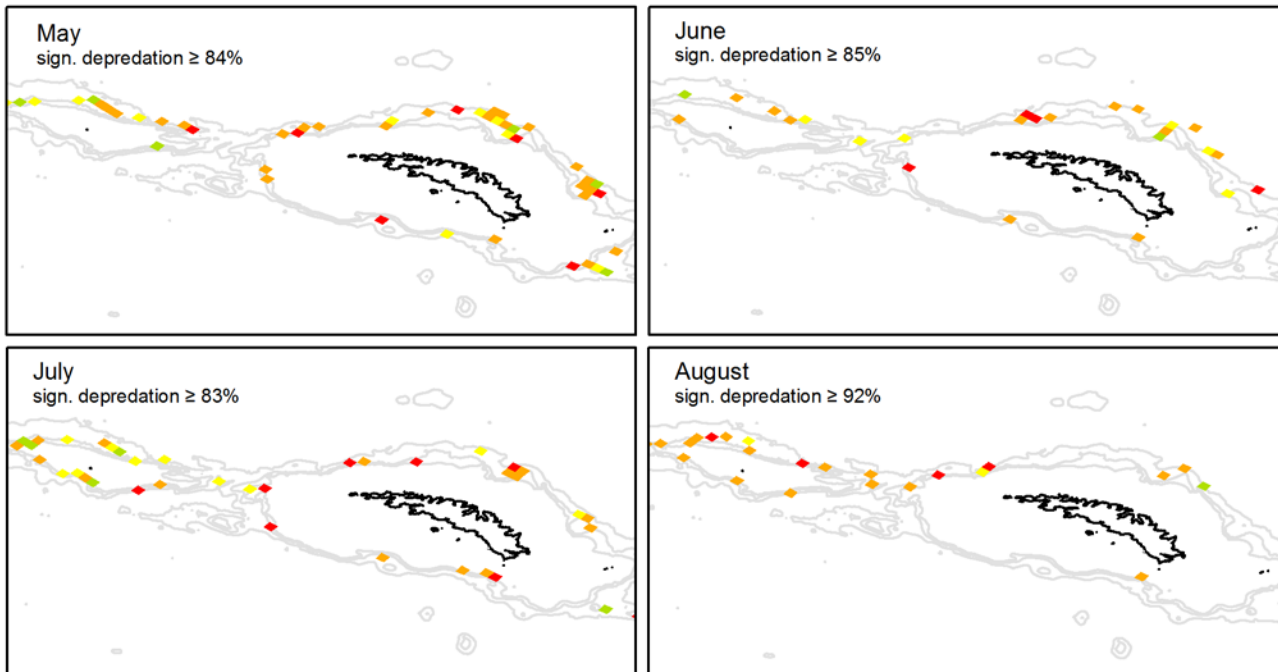 May
sign. depredation ≥ 84%
June
sign. depredation ≥ 85%
July
sign. depredation ≥ 83%
August
sign. depredation ≥ 92%